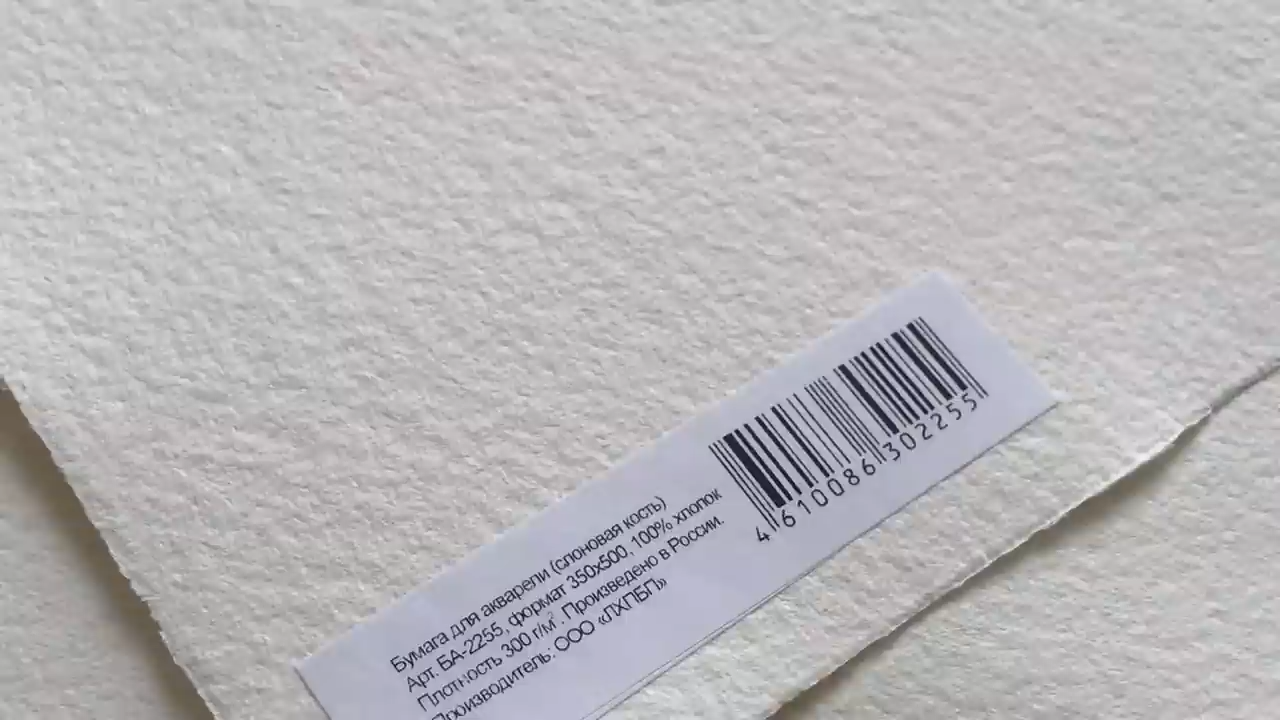 Бумага для акварели (слоновая кость)
Арт. БА-2255, формат 350х500, 100% хлопок
Плотность 300 г/м². Произведено в России.
Производитель: ООО «ЛХПБП»
4 610086 302255